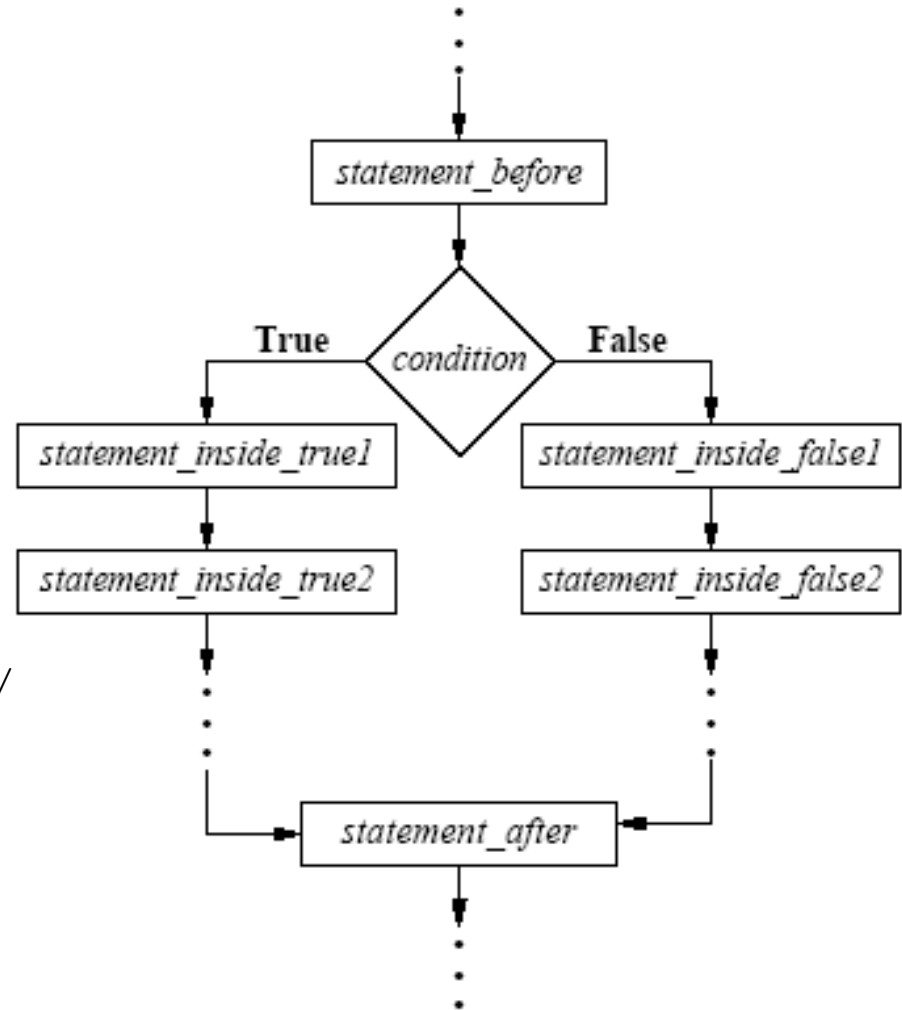 statement_before
True
condition
False
statement_inside_true1
statement_inside_false1
statement_inside_true2
statement_inside_false2
/
statement_after